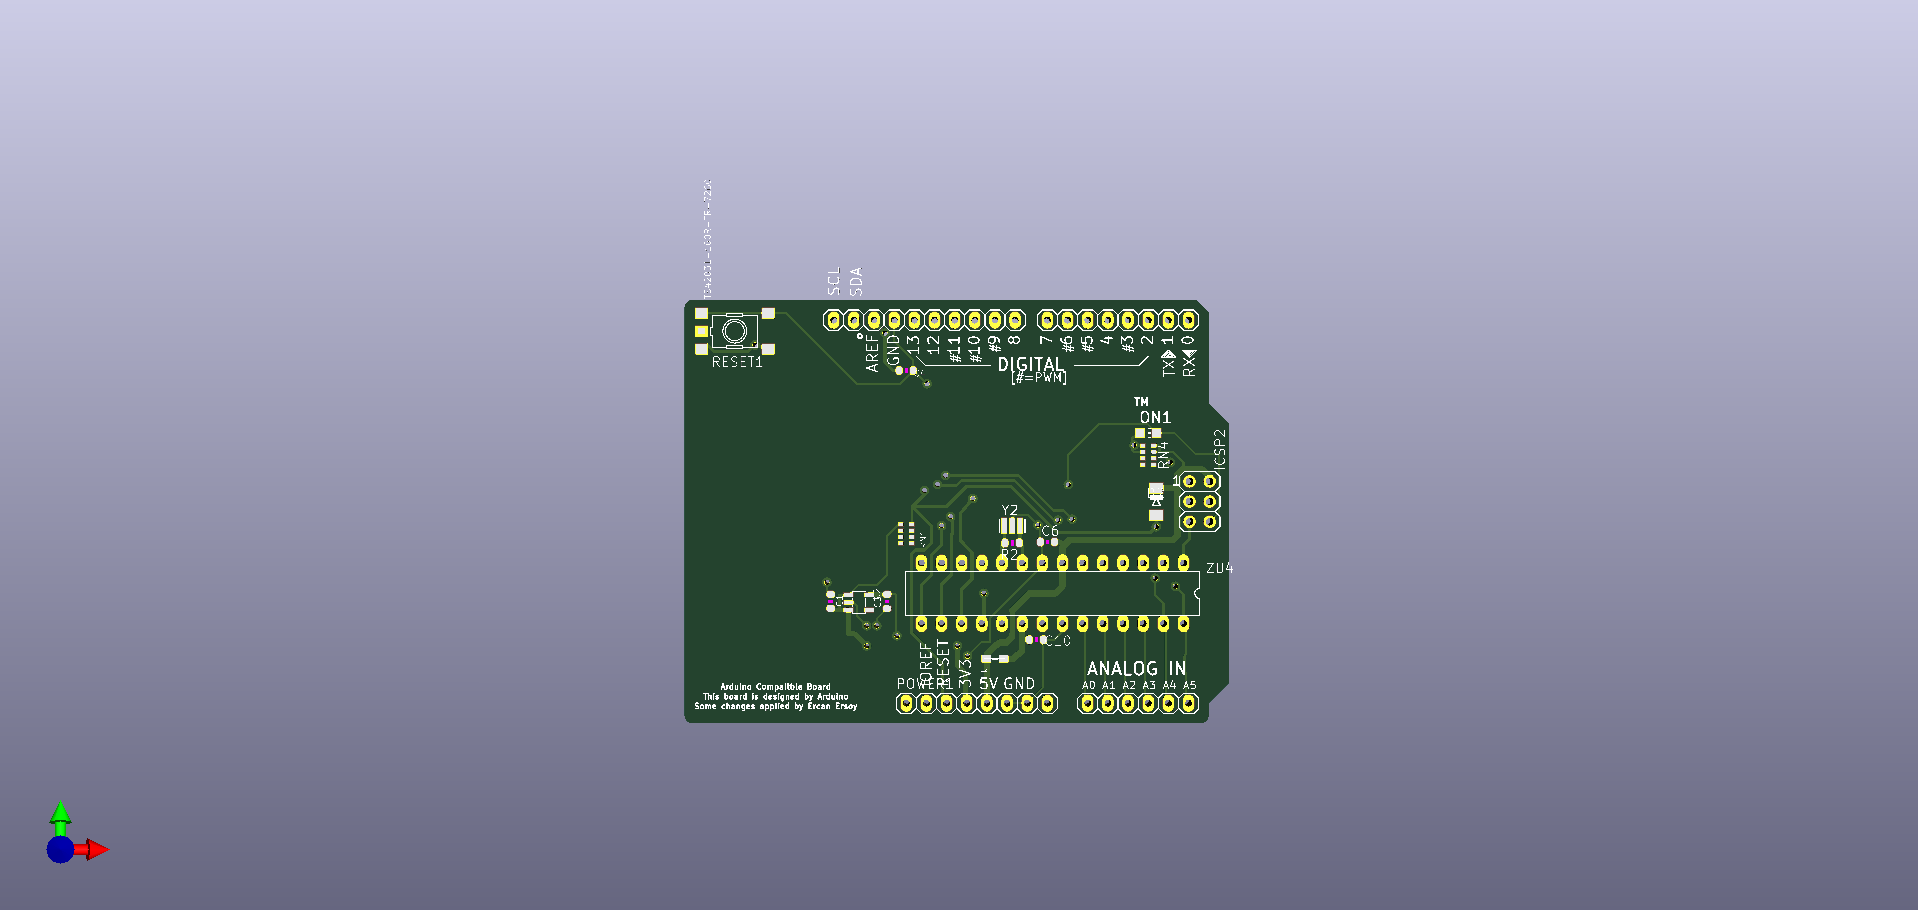 SCL
SDA
RESET1
AREF
GND
13
12
#11
#10
#9
8
7
#6
#5
4
#3
2
TX 1
RX 0
DIGITAL
[#=PWM]
TM
ON1
RN4
ICSP2
1
Y2
C6
R2
ZU4
C10
RESET
3V3
POWER1
5V
GND
ANALOG IN
A0
A1
A2
A3
A4
A5
Arduino Compaitble Board
This board is designed by Arduino
Some changes applied by Ercan Ersoy